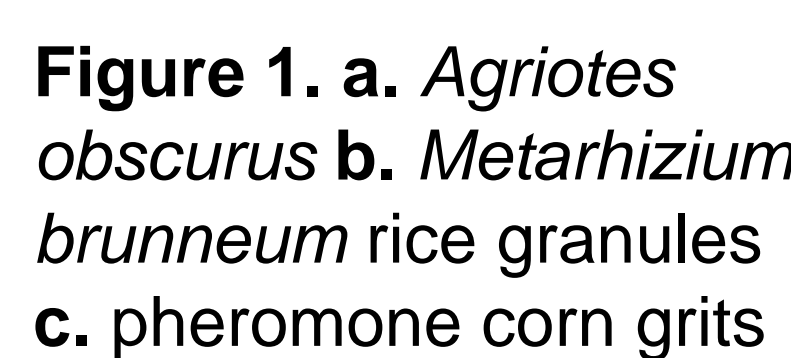 Figure 1. a. Agriotes
obscurus b. Metarhizium
brunneum rice granules
c. pheromone corn grits